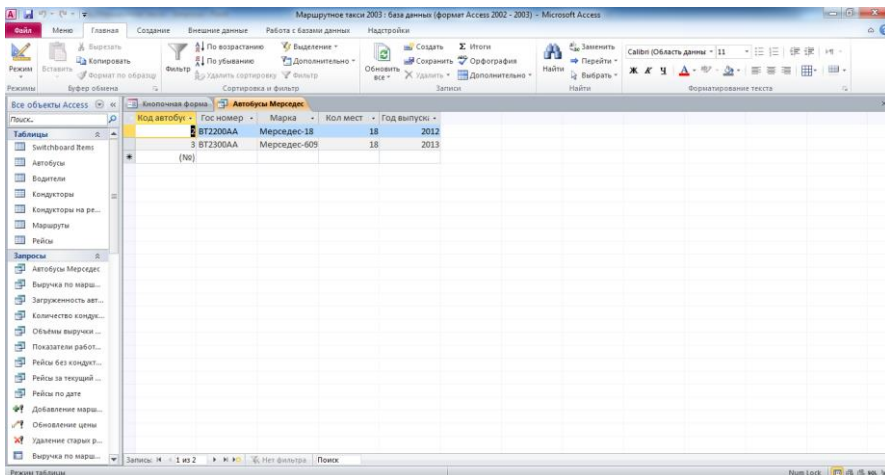 Маршрутное такси 2003 : база данных (формат Access 2002 - 2003) - Microsoft Access
Файл Меню Главная Создание Внешние данные Работа с базами данных Надстройки
Режим
Вставить
Вырезать
Копировать
Формат по образцу
Фильтр
По возрастанию
По убыванию
Удалить сортировку
Выделение
Дополнительно
Фильтр
Обновить все
Создать
Сохранить
Удалить
Итоги
Орфография
Дополнительно
Найти
Заменить
Перейти
Выбрать
Calibri (Область данны 11
Ж К Ч
Режимы Буфер обмена Сортировка и фильтр Записи Найти Форматирование текста
Все объекты Access
Поиск..
Таблицы
Switchboard Items
Автобусы
Водители
Кондукторы
Кондукторы на ре...
Маршруты
Рейсы
Запросы
Автобусы Мерседес
Выручка по марш...
Загруженность авт...
Количество кондук...
Объёмы выручки ...
Показатели работ...
Рейсы без кондукт...
Рейсы за текущий ...
Рейсы по дате
Добавление марш...
Обновление цены
Удаление старых р...
Выручка по марш...
Кнопочная форма Автобусы Мерседес
Код автобус Гос номер Марка Кол мест Год выпуска
2 BT2200AA Мерседес-18 18 2012
3 BT2300AA Мерседес-609 18 2013
(№)
Запись: 1 из 2 Нет фильтра Поиск
Режим таблицы Num Lock